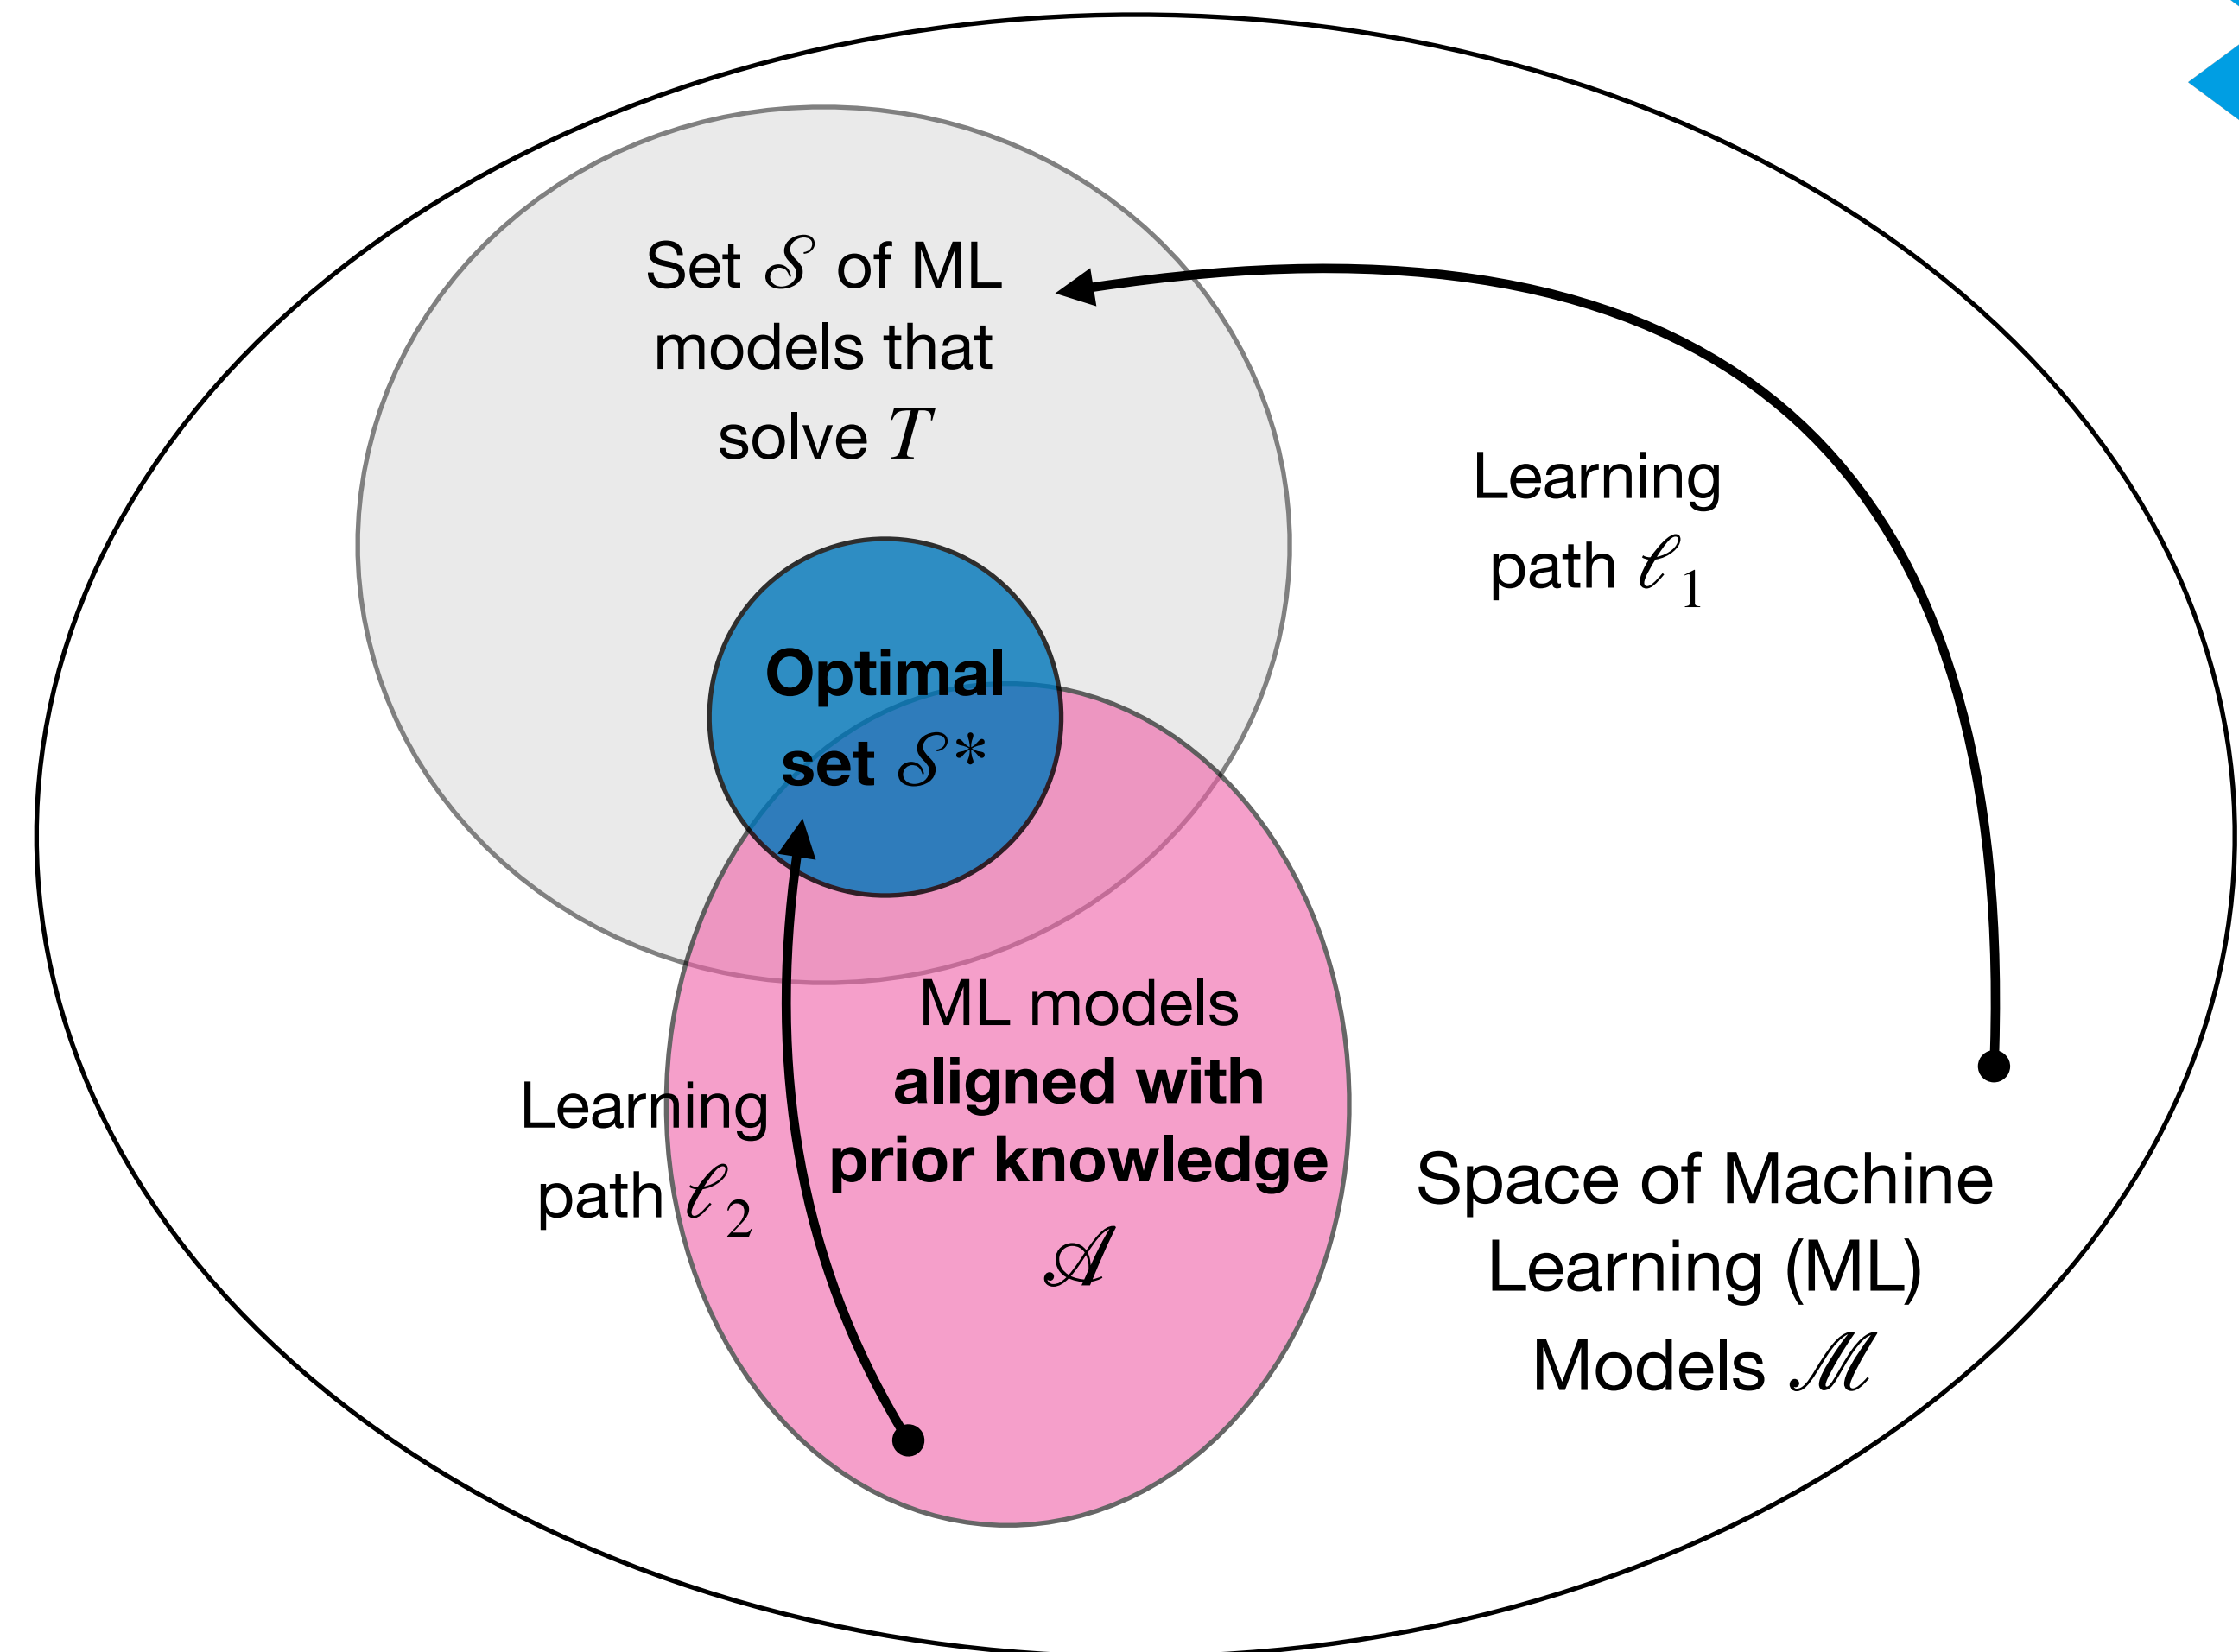 Set 𝒮 of ML
models that
solve T
Learning
path ℓ₁
Optimal
set 𝒮*
ML models
aligned with
prior knowledge
𝒜
Learning
path ℓ₂
Space of Machine
Learning (ML)
Models ℳ